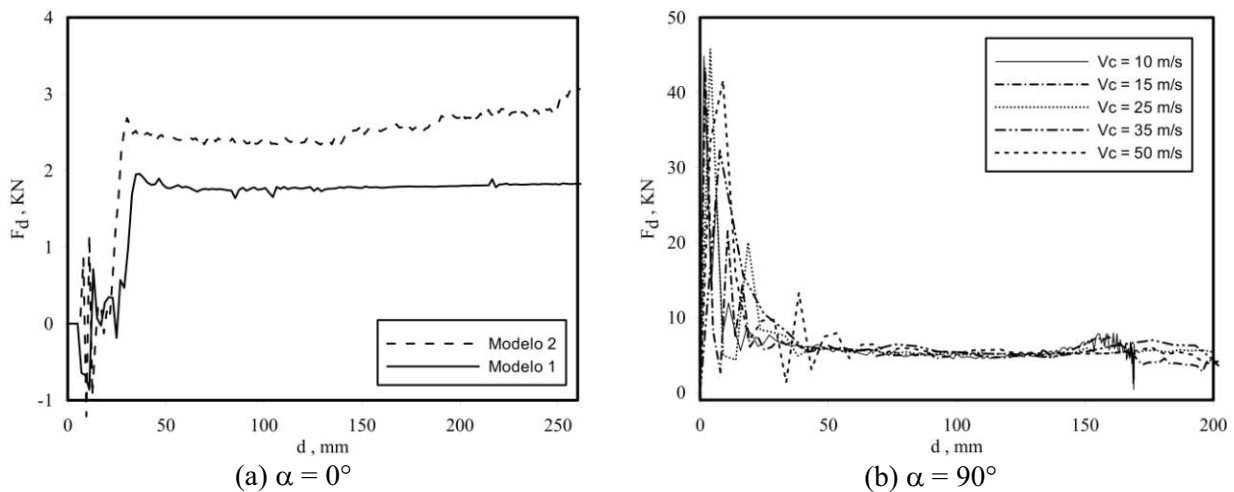 4
3
2
1
0
-1
F_d , KN
Modelo 2
Modelo 1
0
50
100
150
200
250
d , mm
(a) α = 0°
50
40
30
20
10
0
F_d , KN
Vc = 10 m/s
Vc = 15 m/s
Vc = 25 m/s
Vc = 35 m/s
Vc = 50 m/s
0
50
100
150
200
d , mm
(b) α = 90°